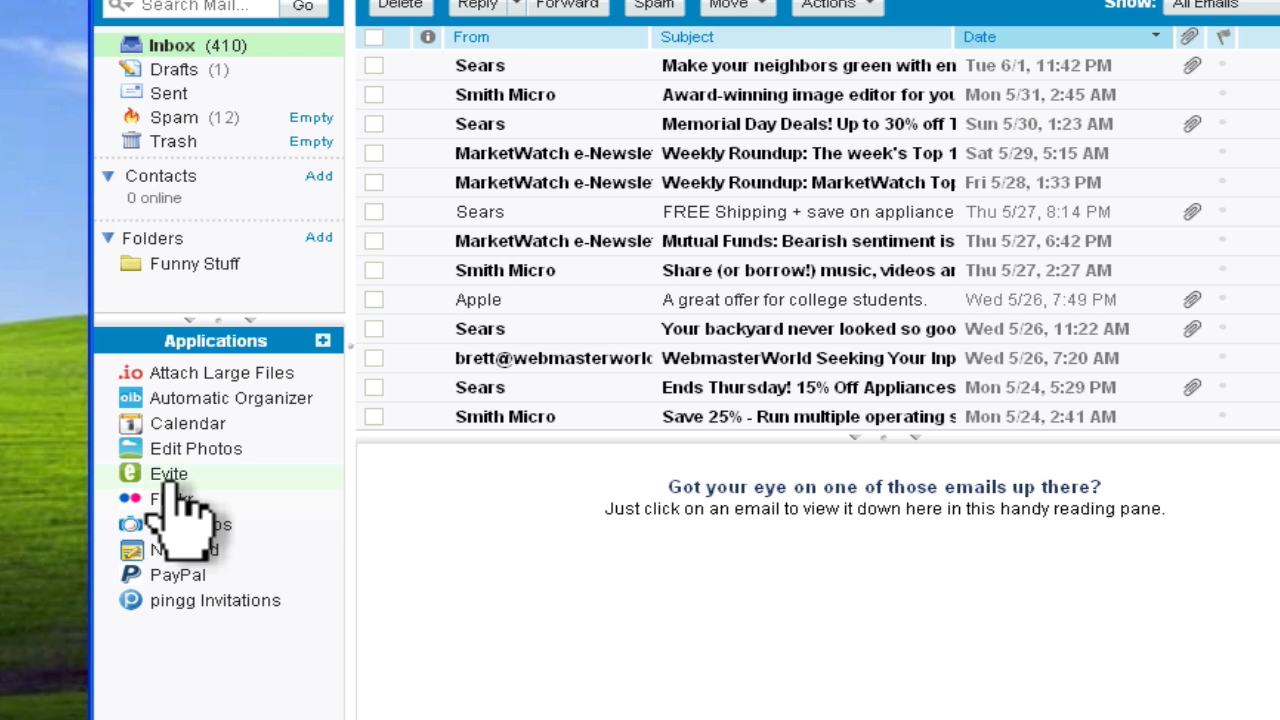 Search Mail... Go Delete Reply Forward Spam Move Actions Show: All Emails
From Subject Date
Inbox (410)
Drafts (1)
Sent
Spam (12) Empty
Trash Empty
Contacts Add
0 online
Folders Add
Funny Stuff
Applications
.io Attach Large Files
oib Automatic Organizer
1 Calendar
Edit Photos
e Evite
PayPal
pingg Invitations
Sears Make your neighbors green with en Tue 6/1, 11:42 PM
Smith Micro Award-winning image editor for you Mon 5/31, 2:45 AM
Sears Memorial Day Deals! Up to 30% off T Sun 5/30, 1:23 AM
MarketWatch e-Newsle Weekly Roundup: The week's Top 1 Sat 5/29, 5:15 AM
MarketWatch e-Newsle Weekly Roundup: MarketWatch Top Fri 5/28, 1:33 PM
Sears FREE Shipping + save on appliance Thu 5/27, 8:14 PM
MarketWatch e-Newsle Mutual Funds: Bearish sentiment is Thu 5/27, 6:42 PM
Smith Micro Share (or borrow!) music, videos ar Thu 5/27, 2:27 AM
Apple A great offer for college students. Wed 5/26, 7:49 PM
Sears Your backyard never looked so goo Wed 5/26, 11:22 AM
brett@webmasterworld WebmasterWorld Seeking Your Inp Wed 5/26, 7:20 AM
Sears Ends Thursday! 15% Off Appliances Mon 5/24, 5:29 PM
Smith Micro Save 25% - Run multiple operating s Mon 5/24, 2:41 AM
Got your eye on one of those emails up there?
Just click on an email to view it down here in this handy reading pane.